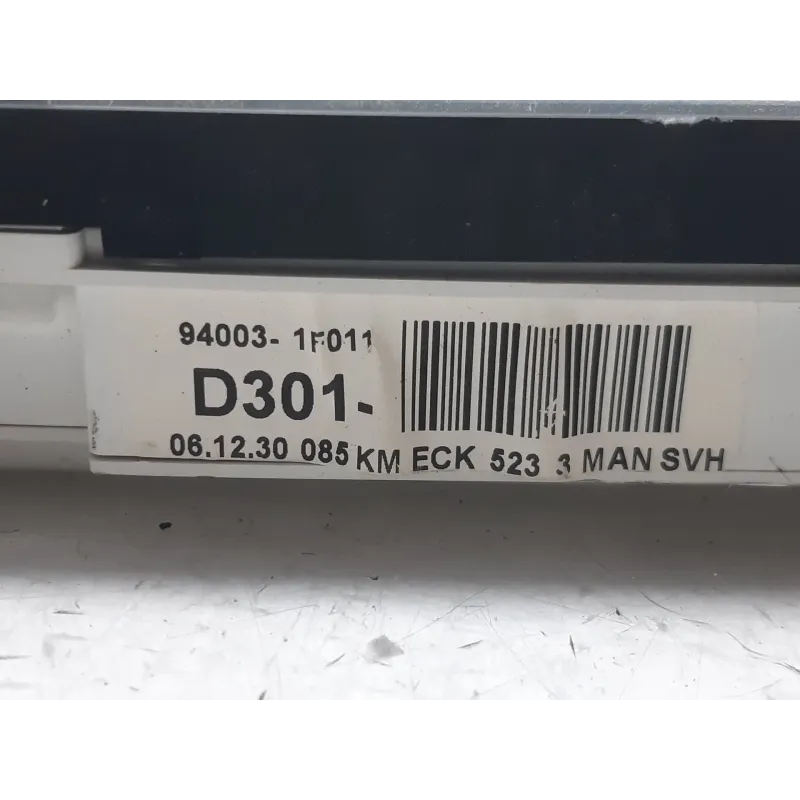 94003- 1F011
D301-
06.12.30 085 KM ECK 523 3 MAN SVH